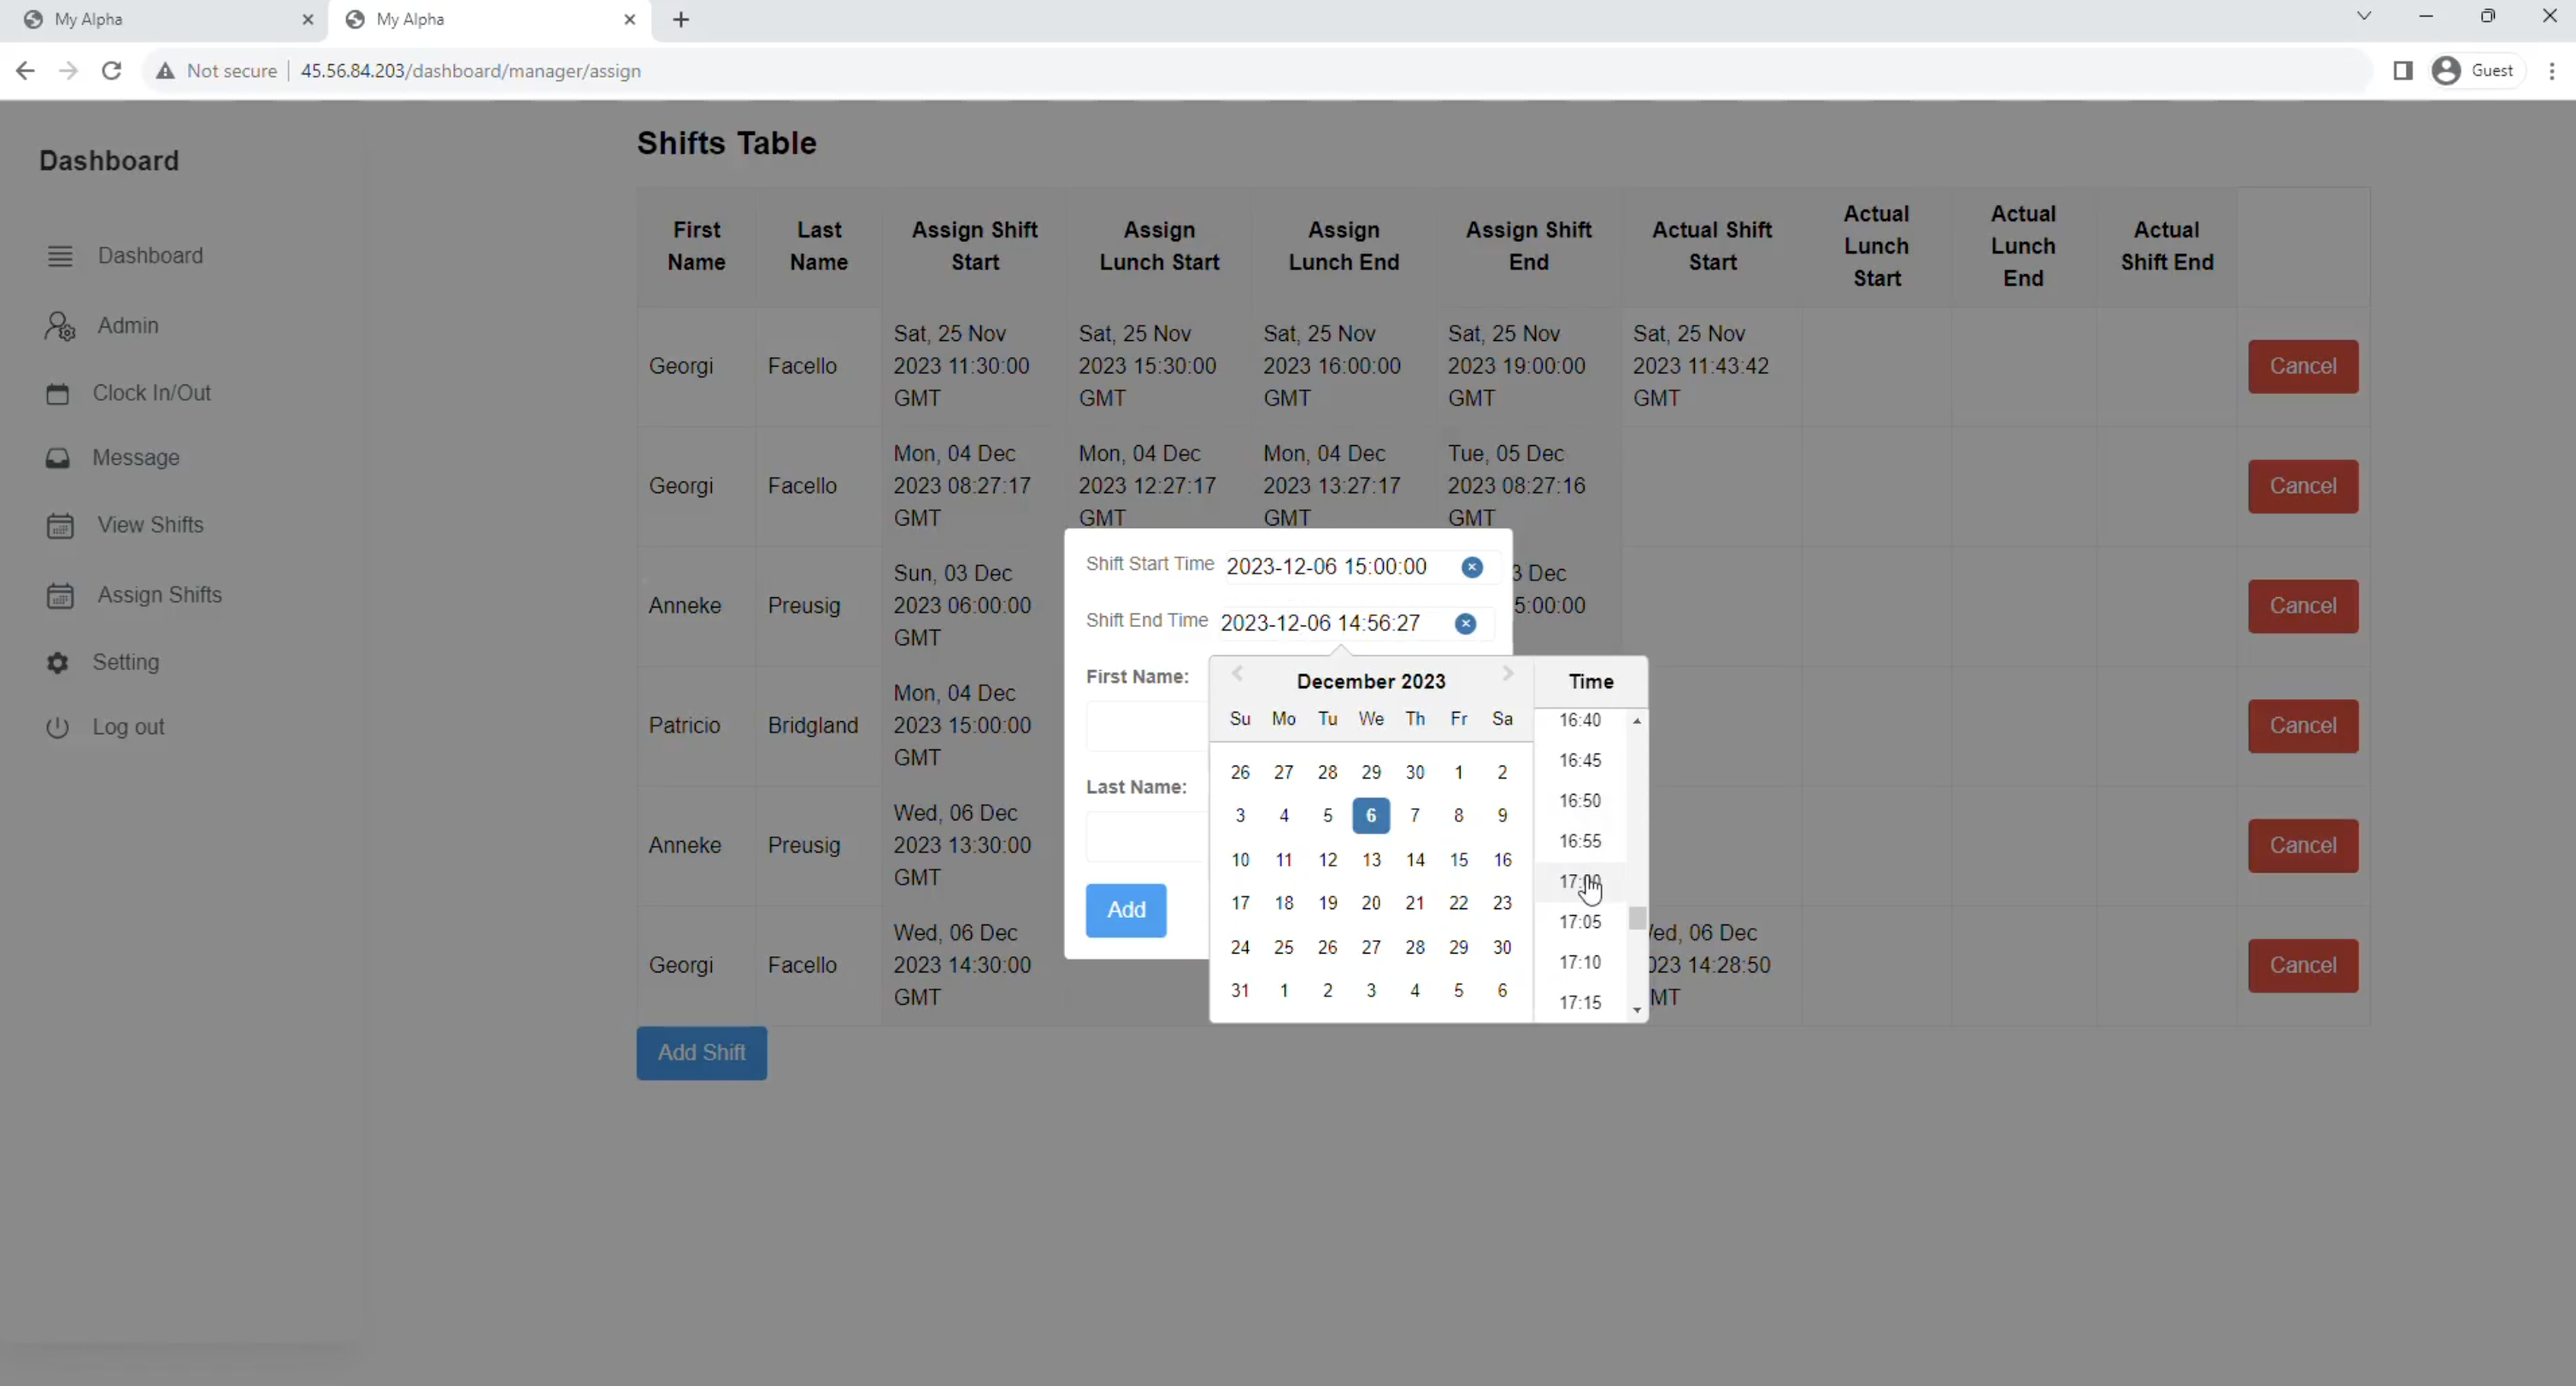 My Alpha
My Alpha
Not secure
45.56.84.203/dashboard/manager/assign
Guest
Dashboard
Dashboard
Admin
Clock In/Out
Message
View Shifts
Assign Shifts
Setting
Log out
Shifts Table
First Name
Last Name
Assign Shift Start
Assign Lunch Start
Assign Lunch End
Assign Shift End
Actual Shift Start
Actual Lunch Start
Actual Lunch End
Actual Shift End
Georgi
Facello
Sat, 25 Nov
2023 11:30:00
GMT
Sat, 25 Nov
2023 15:30:00
GMT
Sat, 25 Nov
2023 16:00:00
GMT
Sat, 25 Nov
2023 19:00:00
GMT
Sat, 25 Nov
2023 11:43:42
GMT
Cancel
Georgi
Facello
Mon, 04 Dec
2023 08:27:17
GMT
Mon, 04 Dec
2023 12:27:17
GMT
Mon, 04 Dec
2023 13:27:17
GMT
Tue, 05 Dec
2023 08:27:16
GMT
Cancel
Anneke
Preusig
Sun, 03 Dec
2023 06:00:00
GMT
3 Dec
5:00:00
Cancel
Patricio
Bridgland
Mon, 04 Dec
2023 15:00:00
GMT
Cancel
Anneke
Preusig
Wed, 06 Dec
2023 13:30:00
GMT
Cancel
Georgi
Facello
Wed, 06 Dec
2023 14:30:00
GMT
ed, 06 Dec
023 14:28:50
MT
Cancel
Add Shift
Shift Start Time 2023-12-06 15:00:00
Shift End Time 2023-12-06 14:56:27
First Name:
Last Name:
Add
December 2023
Su Mo Tu We Th Fr Sa
26 27 28 29 30 1 2
3 4 5 6 7 8 9
10 11 12 13 14 15 16
17 18 19 20 21 22 23
24 25 26 27 28 29 30
31 1 2 3 4 5 6
Time
16:40
16:45
16:50
16:55
17:00
17:05
17:10
17:15